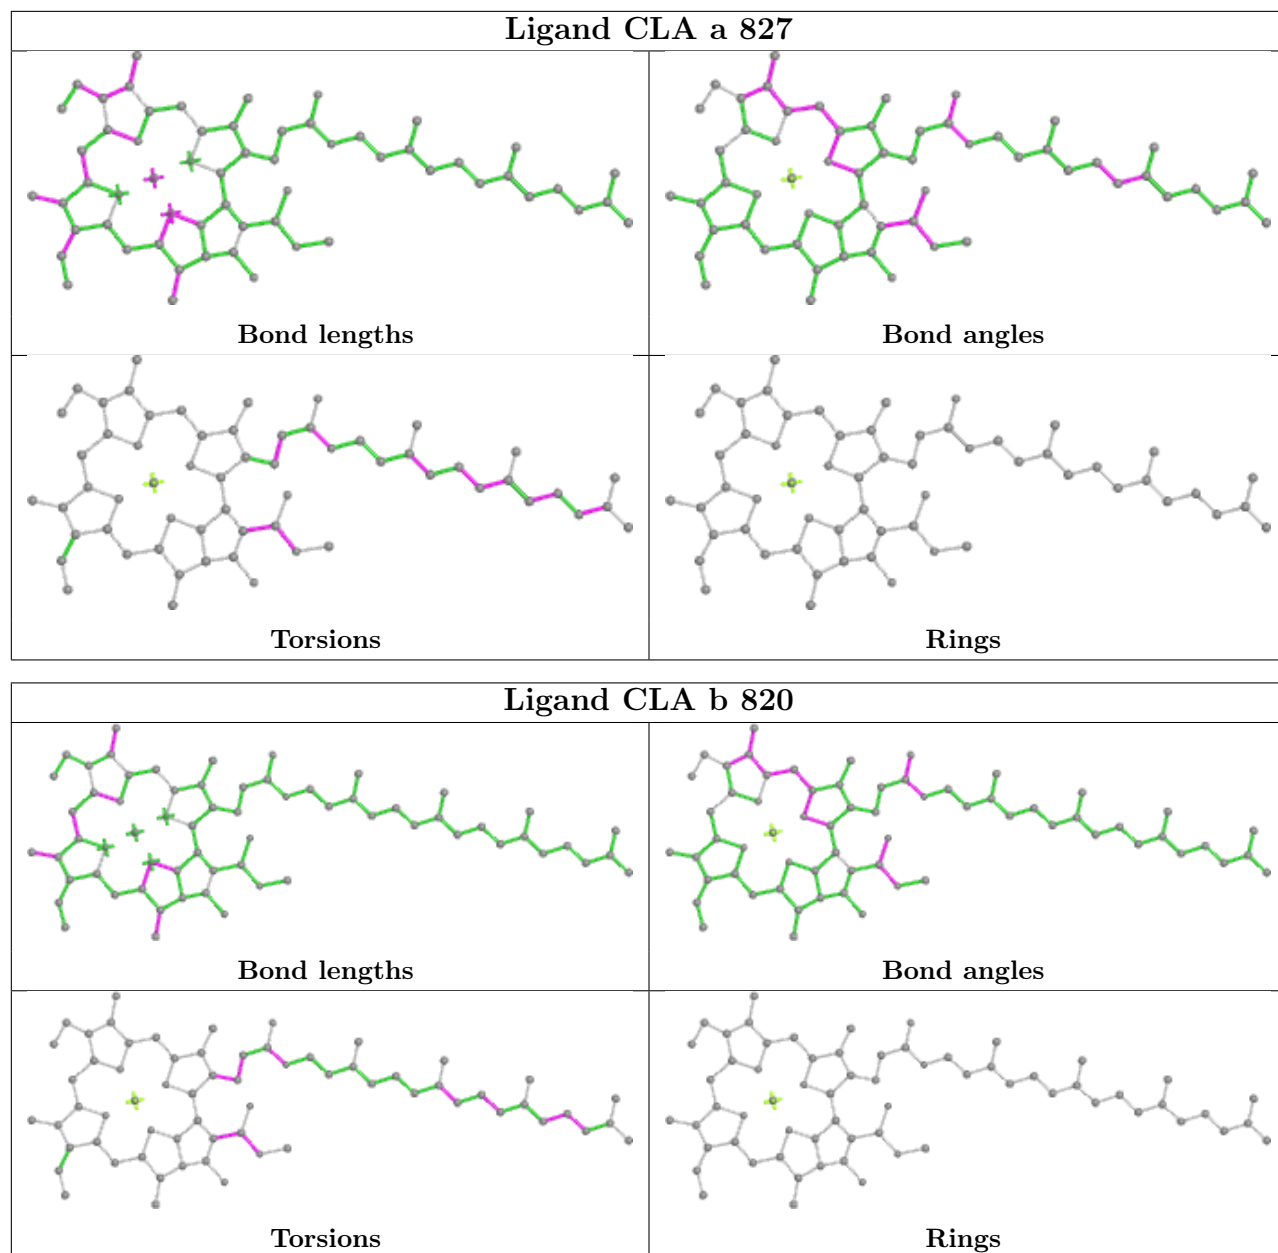 Ligand CLA a 827
Bond lengths
Bond angles
Torsions
Rings
Ligand CLA b 820
Bond lengths
Bond angles
Torsions
Rings